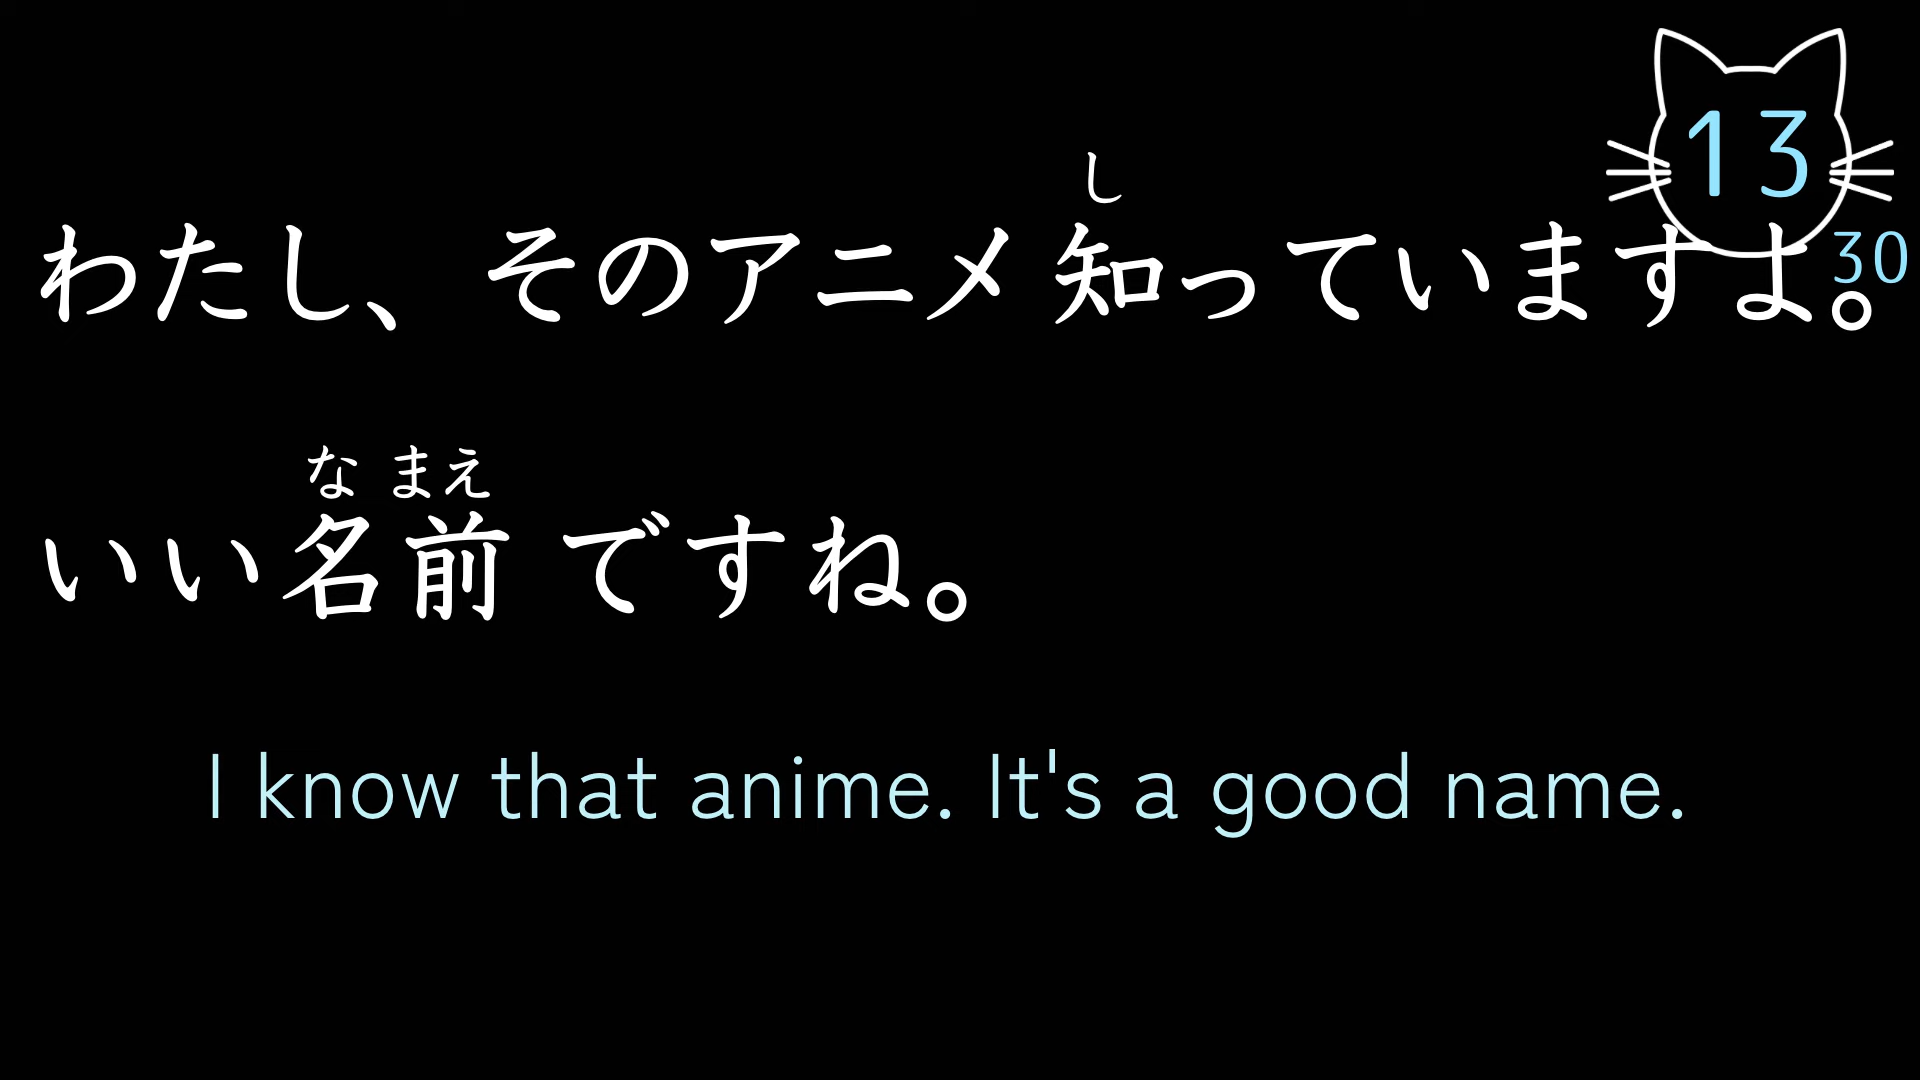 13
30
し
わたし、そのアニメ知っていますよ。
な まえ
いい名前ですね。
I know that anime. It's a good name.